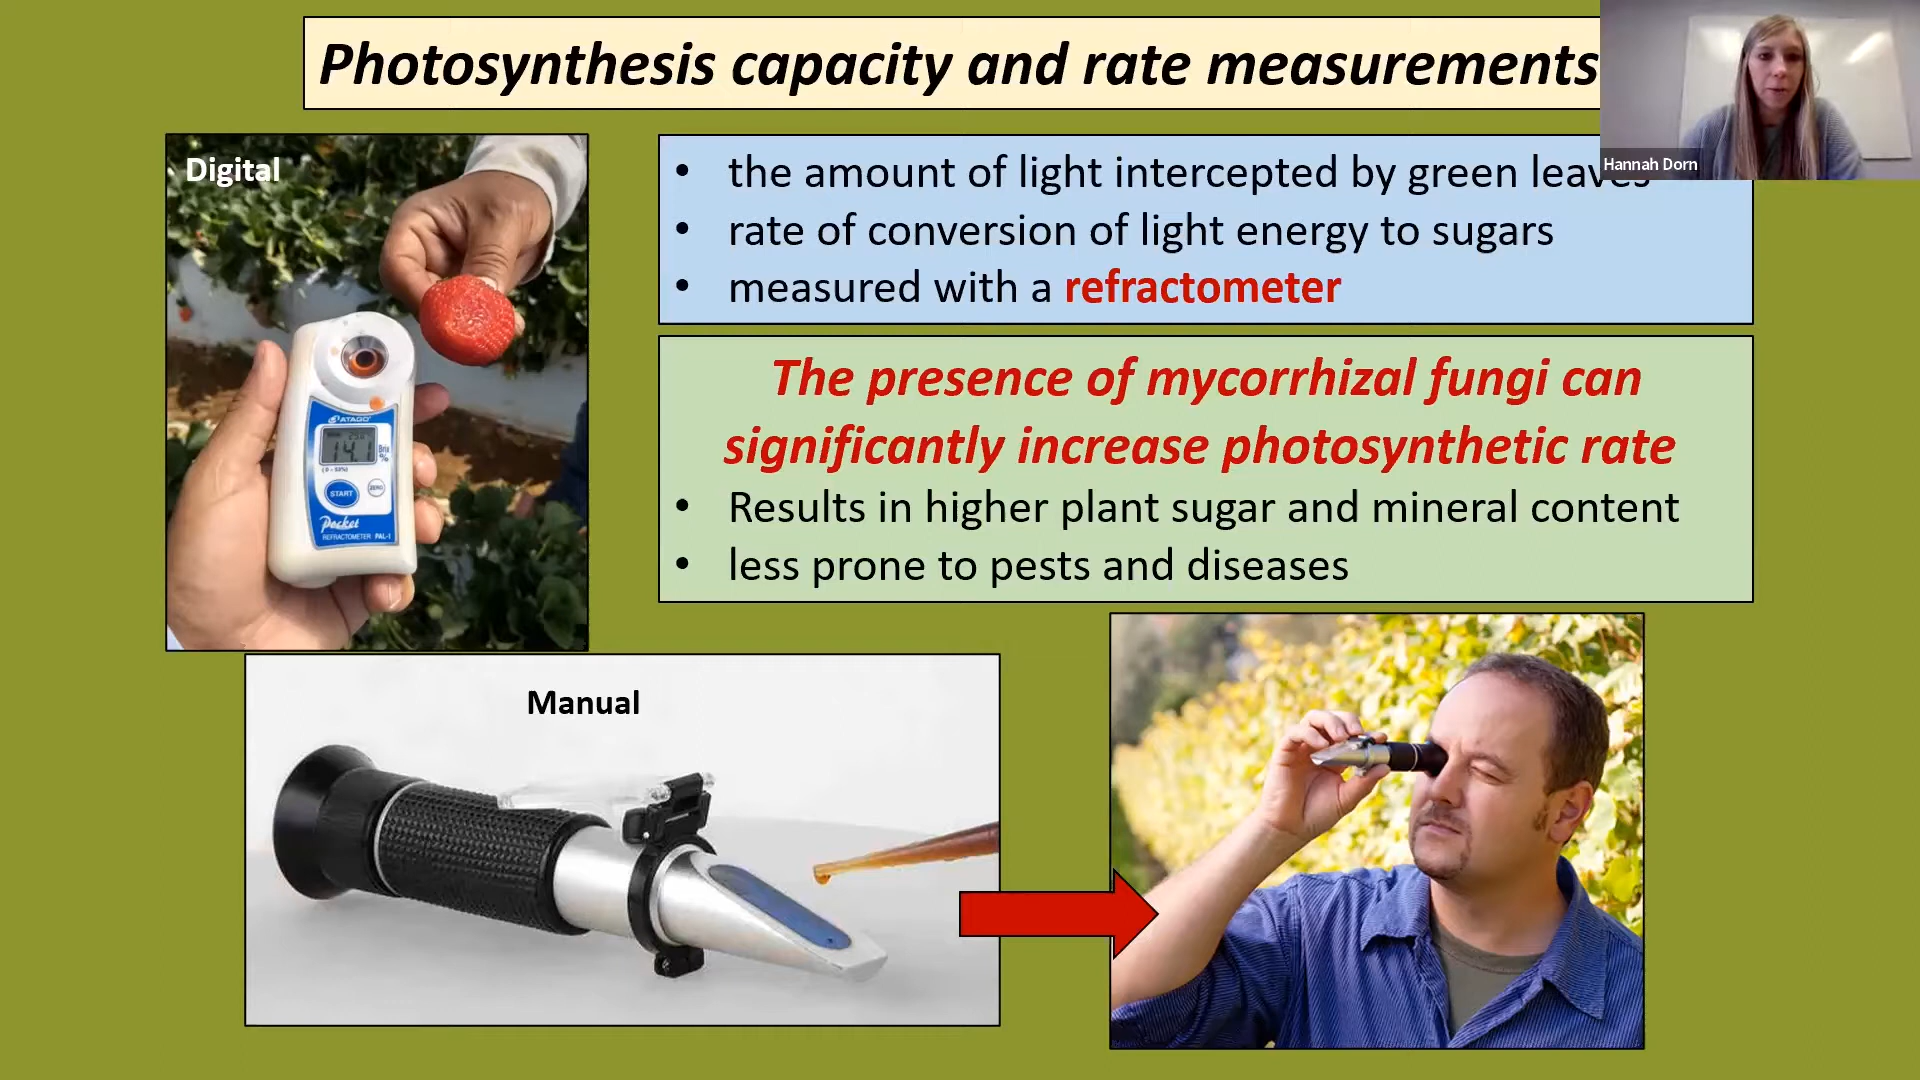 Photosynthesis capacity and rate measurements
Hannah Dorn
Digital
• the amount of light intercepted by green leaves
• rate of conversion of light energy to sugars
• measured with a refractometer
The presence of mycorrhizal fungi can
significantly increase photosynthetic rate
• Results in higher plant sugar and mineral content
• less prone to pests and diseases
ATAGO
14.1
Brix
%
(0 - 53%)
START
ZERO
Pocket
REFRACTOMETER PAL-1
Manual